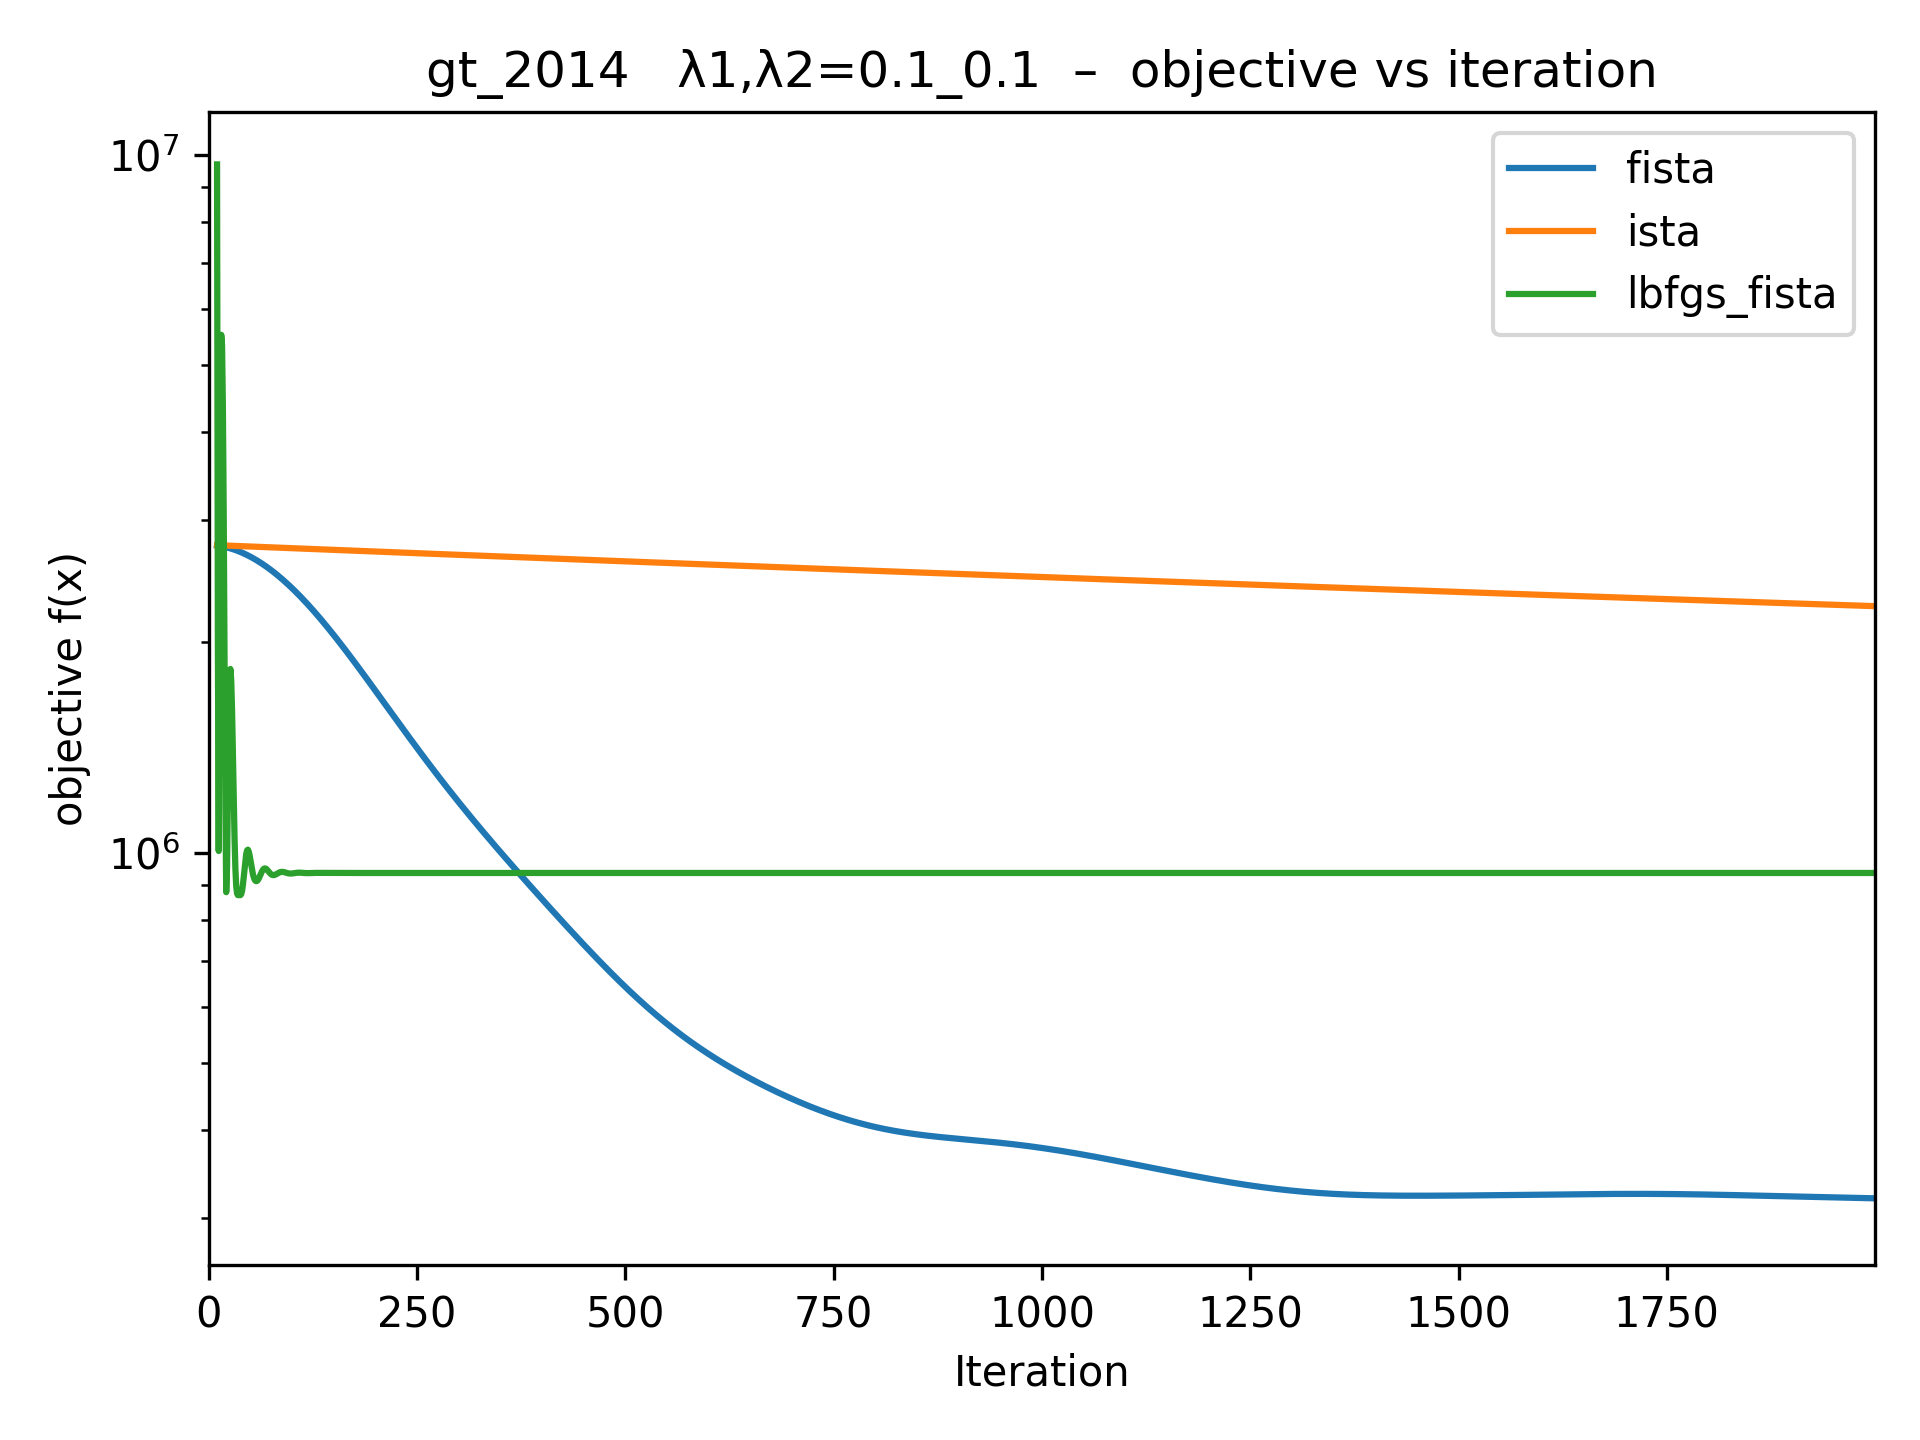 gt_2014 λ1,λ2=0.1_0.1 – objective vs iteration
objective f(x)
10⁷
10⁶
fista
ista
lbfgs_fista
0 250 500 750 1000 1250 1500 1750
Iteration